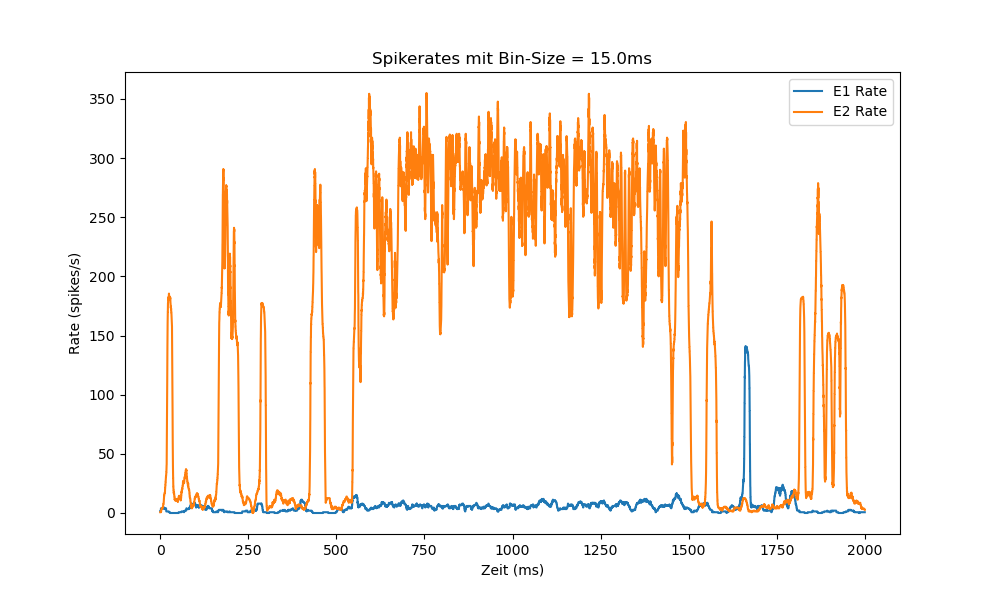 Spikerates mit Bin-Size = 15.0ms
E1 Rate
E2 Rate
350
300
250
200
150
100
50
0
Rate (spikes/s)
0 250 500 750 1000 1250 1500 1750 2000
Zeit (ms)